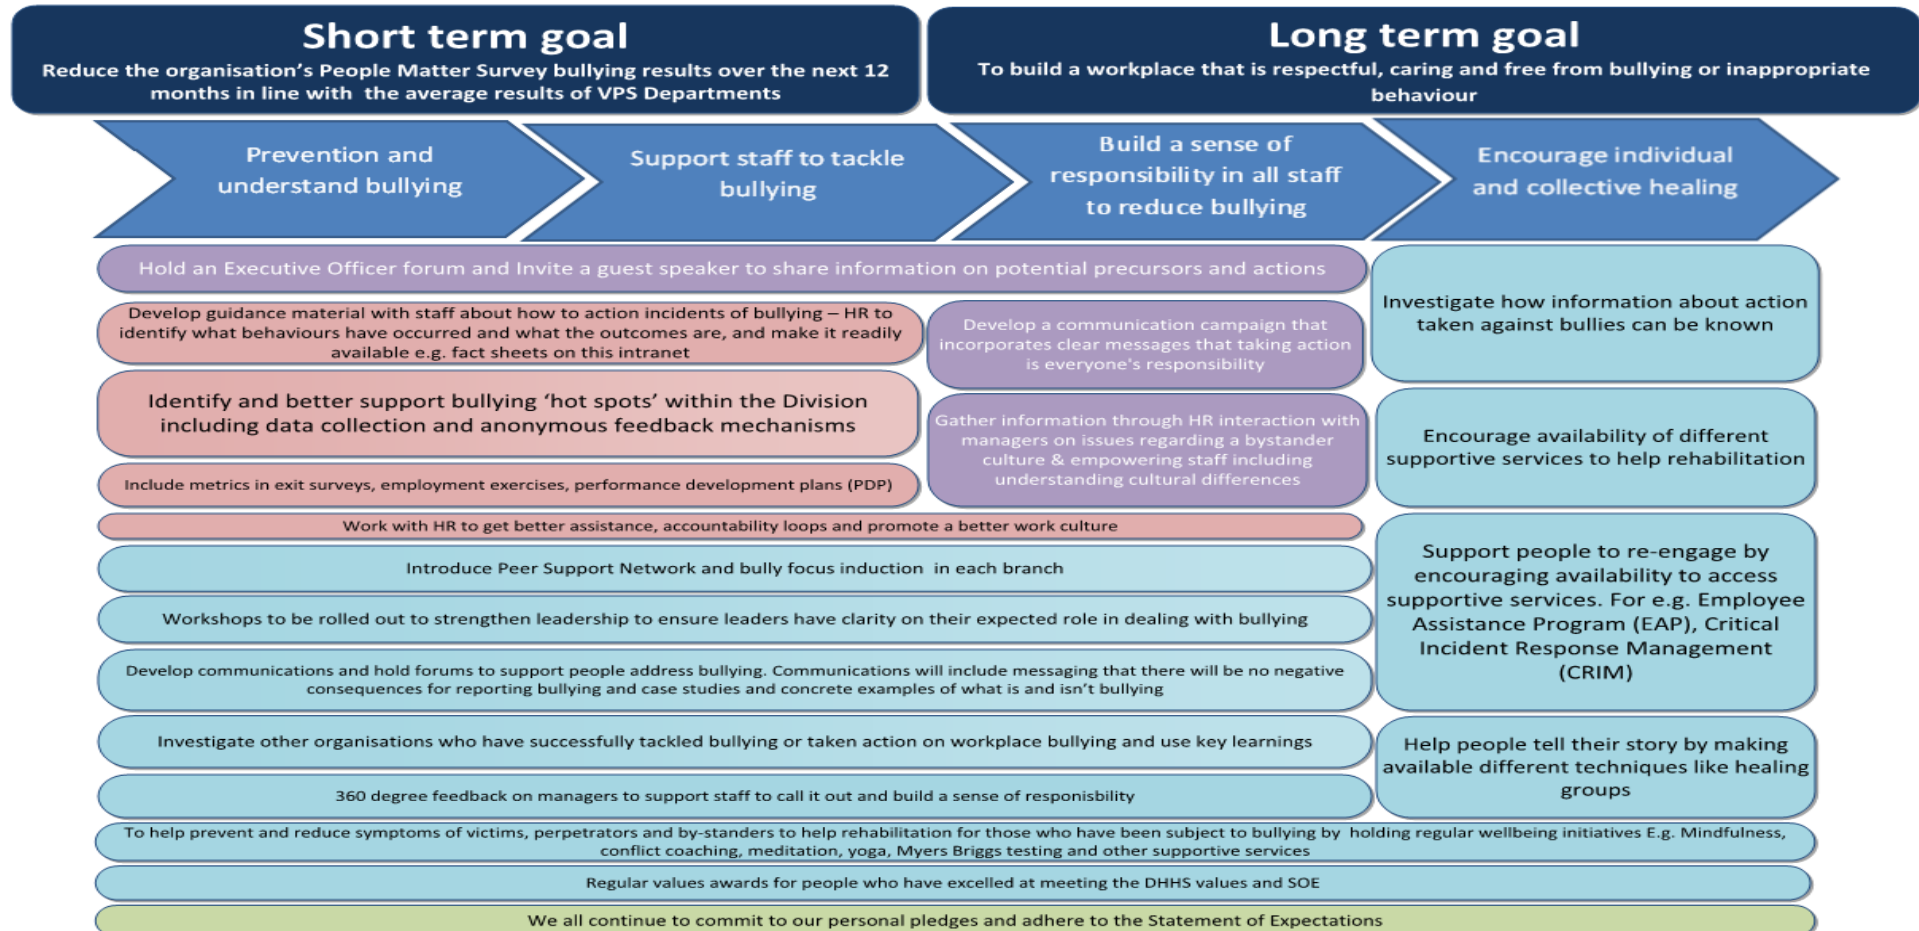 Short term goal
Reduce the organisation's People Matter Survey bullying results over the next 12
months in line with the average results of VPS Departments
Long term goal
To build a workplace that is respectful, caring and free from bullying or inappropriate
behaviour
Prevention and
understand bullying
Support staff to tackle
bullying
Build a sense of
responsibility in all staff
to reduce bullying
Encourage individual
and collective healing
Hold an Executive Officer forum and Invite a guest speaker to share information on potential precursors and actions
Develop guidance material with staff about how to action incidents of bullying – HR to
identify what behaviours have occurred and what the outcomes are, and make it readily
available e.g. fact sheets on this intranet
Identify and better support bullying 'hot spots' within the Division
including data collection and anonymous feedback mechanisms
Include metrics in exit surveys, employment exercises, performance development plans (PDP)
Develop a communication campaign that
incorporates clear messages that taking action
is everyone's responsibility
Gather information through HR interaction with
managers on issues regarding a bystander
culture & empowering staff including
understanding cultural differences
Work with HR to get better assistance, accountability loops and promote a better work culture
Introduce Peer Support Network and bully focus induction in each branch
Workshops to be rolled out to strengthen leadership to ensure leaders have clarity on their expected role in dealing with bullying
Develop communications and hold forums to support people address bullying. Communications will include messaging that there will be no negative
consequences for reporting bullying and case studies and concrete examples of what is and isn't bullying
Investigate other organisations who have successfully tackled bullying or taken action on workplace bullying and use key learnings
360 degree feedback on managers to support staff to call it out and build a sense of responisbility
Investigate how information about action
taken against bullies can be known
Encourage availability of different
supportive services to help rehabilitation
Support people to re-engage by
encouraging availability to access
supportive services. For e.g. Employee
Assistance Program (EAP), Critical
Incident Response Management
(CRIM)
Help people tell their story by making
available different techniques like healing
groups
To help prevent and reduce symptoms of victims, perpetrators and by-standers to help rehabilitation for those who have been subject to bullying by holding regular wellbeing initiatives E.g. Mindfulness,
conflict coaching, meditation, yoga, Myers Briggs testing and other supportive services
Regular values awards for people who have excelled at meeting the DHHS values and SOE
We all continue to commit to our personal pledges and adhere to the Statement of Expectations